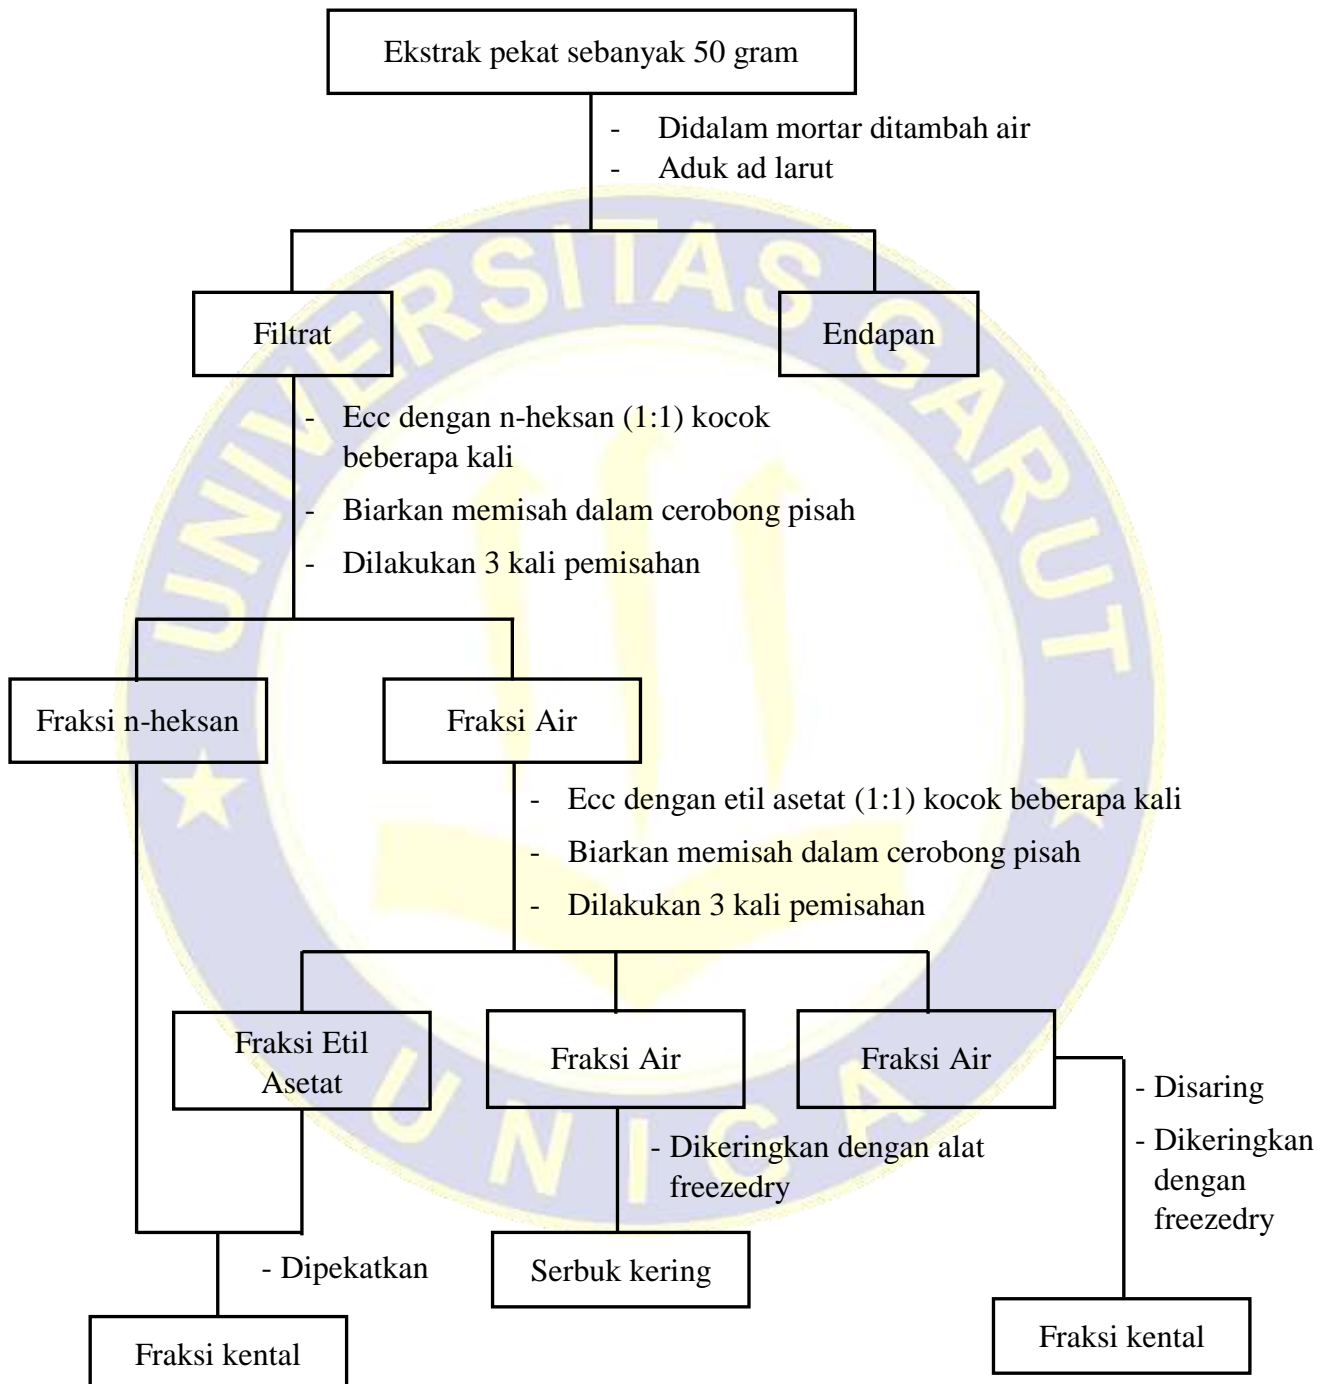 Ekstrak pekat sebanyak 50 gram
- Didalam mortar ditambah air
- Aduk ad larut
Filtrat
Endapan
- Ecc dengan n-heksan (1:1) kocok
beberapa kali
- Biarkan memisah dalam cerobong pisah
- Dilakukan 3 kali pemisahan
Fraksi n-heksan
Fraksi Air
- Ecc dengan etil asetat (1:1) kocok beberapa kali
- Biarkan memisah dalam cerobong pisah
- Dilakukan 3 kali pemisahan
Fraksi Etil
Asetat
Fraksi Air
Fraksi Air
- Disaring
- Dikeringkan
dengan
freezedry
- Dikeringkan dengan alat
freezedry
- Dipekatkan
Serbuk kering
Fraksi kental
Fraksi kental
UNIVERSITAS GARUT
UNIGA